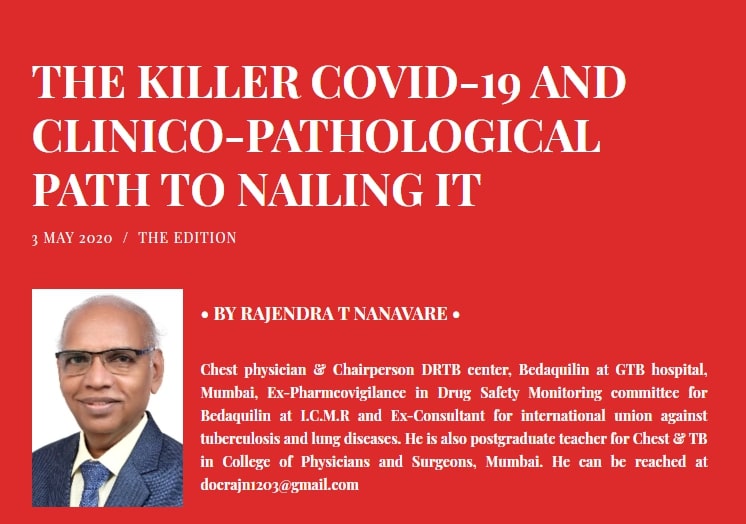 THE KILLER COVID-19 AND
CLINICO-PATHOLOGICAL
PATH TO NAILING IT
3 MAY 2020 / THE EDITION
• BY RAJENDRA T NANAVARE •
Chest physician & Chairperson DRTB center, Bedaquilin at GTB hospital,
Mumbai, Ex-Pharmcovigilance in Drug Safety Monitoring committee for
Bedaquilin at I.C.M.R and Ex-Consultant for international union against
tuberculosis and lung diseases. He is also postgraduate teacher for Chest & TB
in College of Physicians and Surgeons, Mumbai. He can be reached at
docrajn1203@gmail.com